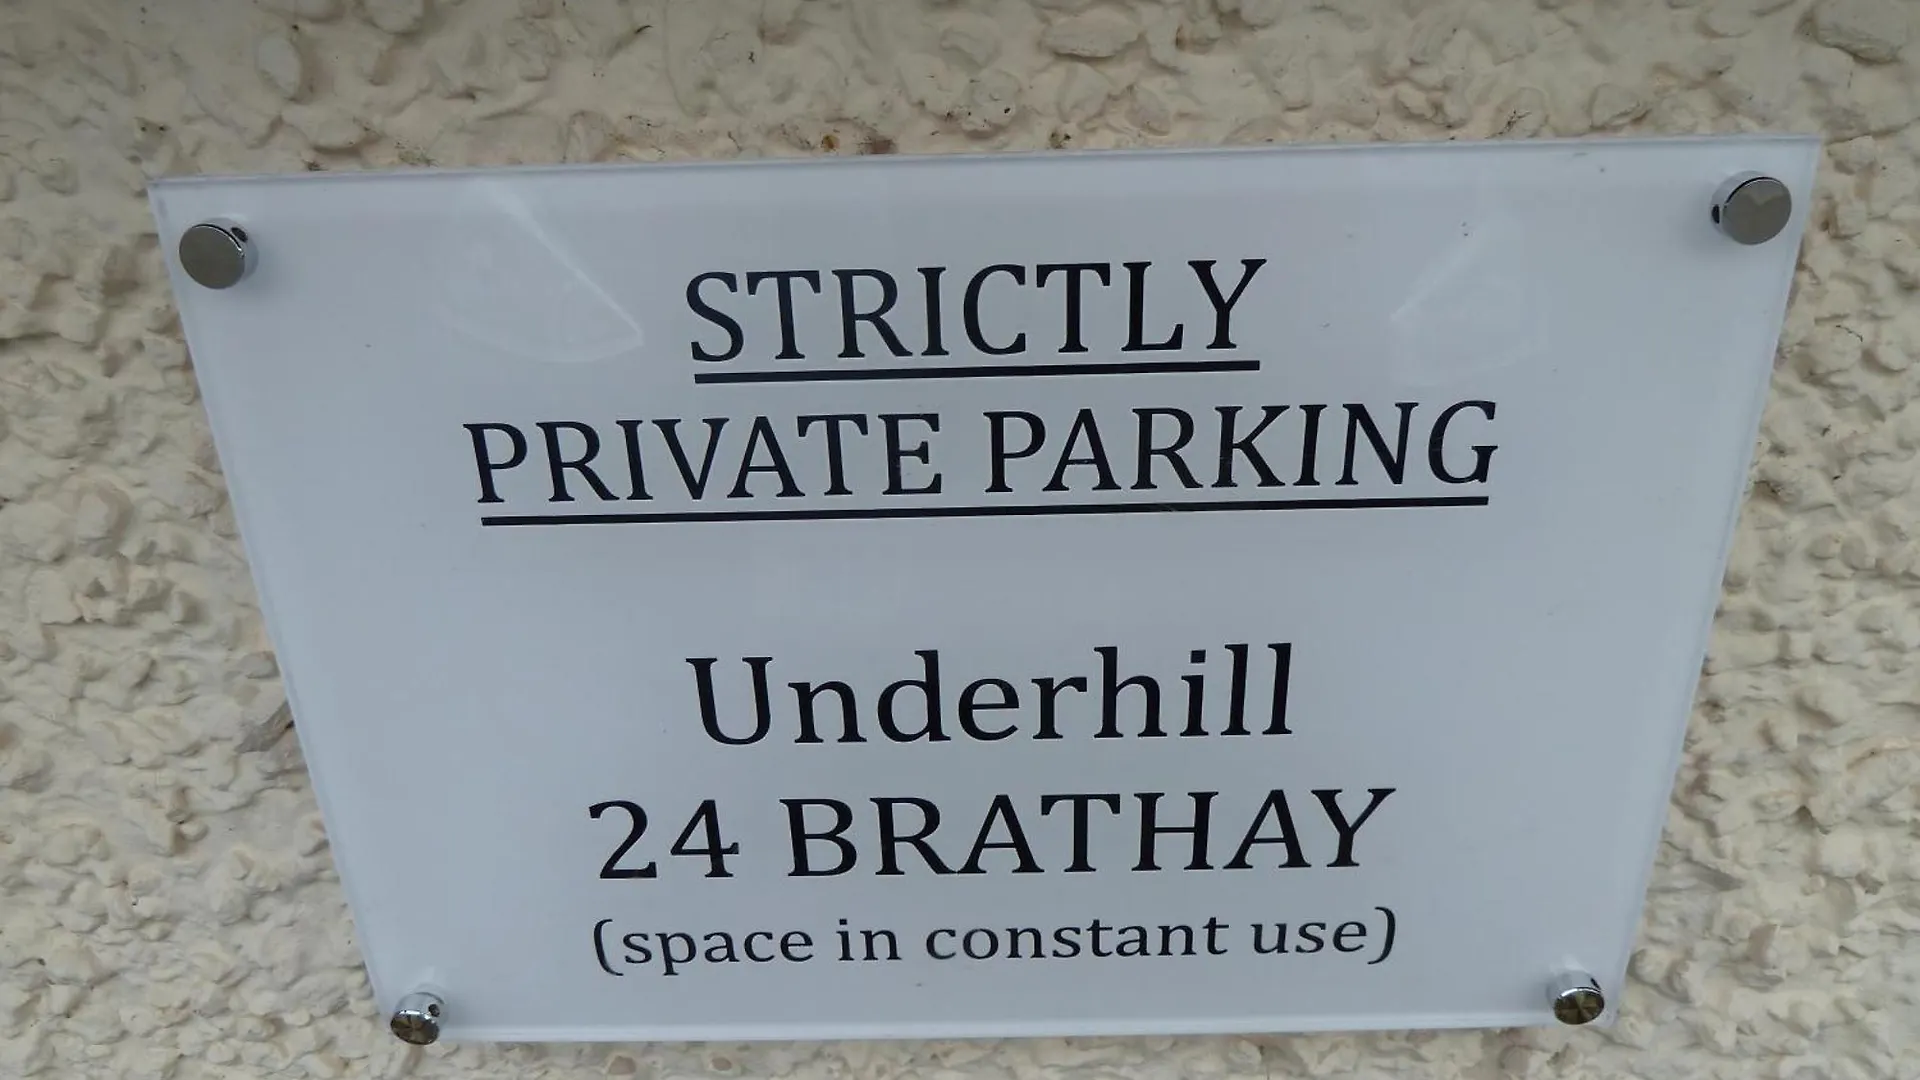 STRICTLY
PRIVATE PARKING
Underhill
24 BRATHAY
(space in constant use)